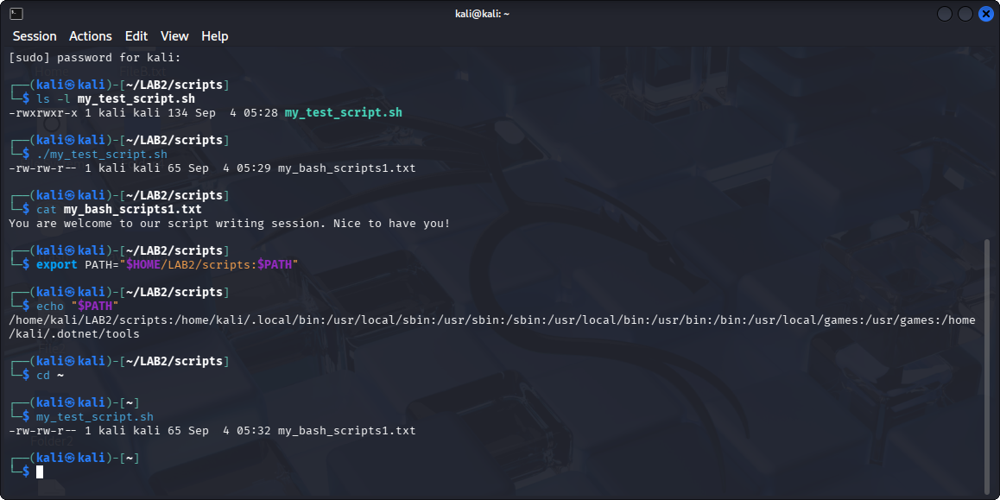 kali@kali: ~
Session Actions Edit View Help
[sudo] password for kali:
┌──(kali㉿kali)-[~/LAB2/scripts]
└─$ ls -l my_test_script.sh
-rwxrwxr-x 1 kali kali 134 Sep  4 05:28 my_test_script.sh
┌──(kali㉿kali)-[~/LAB2/scripts]
└─$ ./my_test_script.sh
-rw-rw-r-- 1 kali kali 65 Sep  4 05:29 my_bash_scripts1.txt
┌──(kali㉿kali)-[~/LAB2/scripts]
└─$ cat my_bash_scripts1.txt
You are welcome to our script writing session. Nice to have you!
┌──(kali㉿kali)-[~/LAB2/scripts]
└─$ export PATH="$HOME/LAB2/scripts:$PATH"
┌──(kali㉿kali)-[~/LAB2/scripts]
└─$ echo "$PATH"
/home/kali/LAB2/scripts:/home/kali/.local/bin:/usr/local/sbin:/usr/sbin:/sbin:/usr/local/bin:/usr/bin:/bin:/usr/local/games:/usr/games:/home
/kali/.dotnet/tools
┌──(kali㉿kali)-[~/LAB2/scripts]
└─$ cd ~
┌──(kali㉿kali)-[~]
└─$ my_test_script.sh
-rw-rw-r-- 1 kali kali 65 Sep  4 05:32 my_bash_scripts1.txt
Folder2
┌──(kali㉿kali)-[~]
└─$